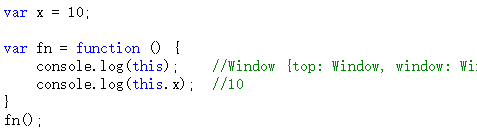 var x = 10;
var fn = function () {
console.log(this);    //Window {top: Window, window: Wi
console.log(this.x);  //10
}
fn();